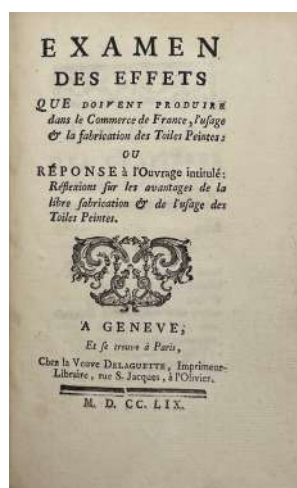 EXAMEN
DES EFFETS
QUE DOIVENT PRODUIRE
dans le Commerce de France, l'usage
& la fabrication des Toiles Peintes:
OU
RÉPONSE à l'Ouvrage intitulé:
Réflexions sur les avantages de la
libre fabrication & de l'usage des
Toiles Peintes.
A GENEVE,
Et se trouve à Paris,
Chez la Veuve DELAGUETTE, Imprimeur-
Libraire, rue S. Jacques, à l'Olivier.
M. D. CC. LIX.